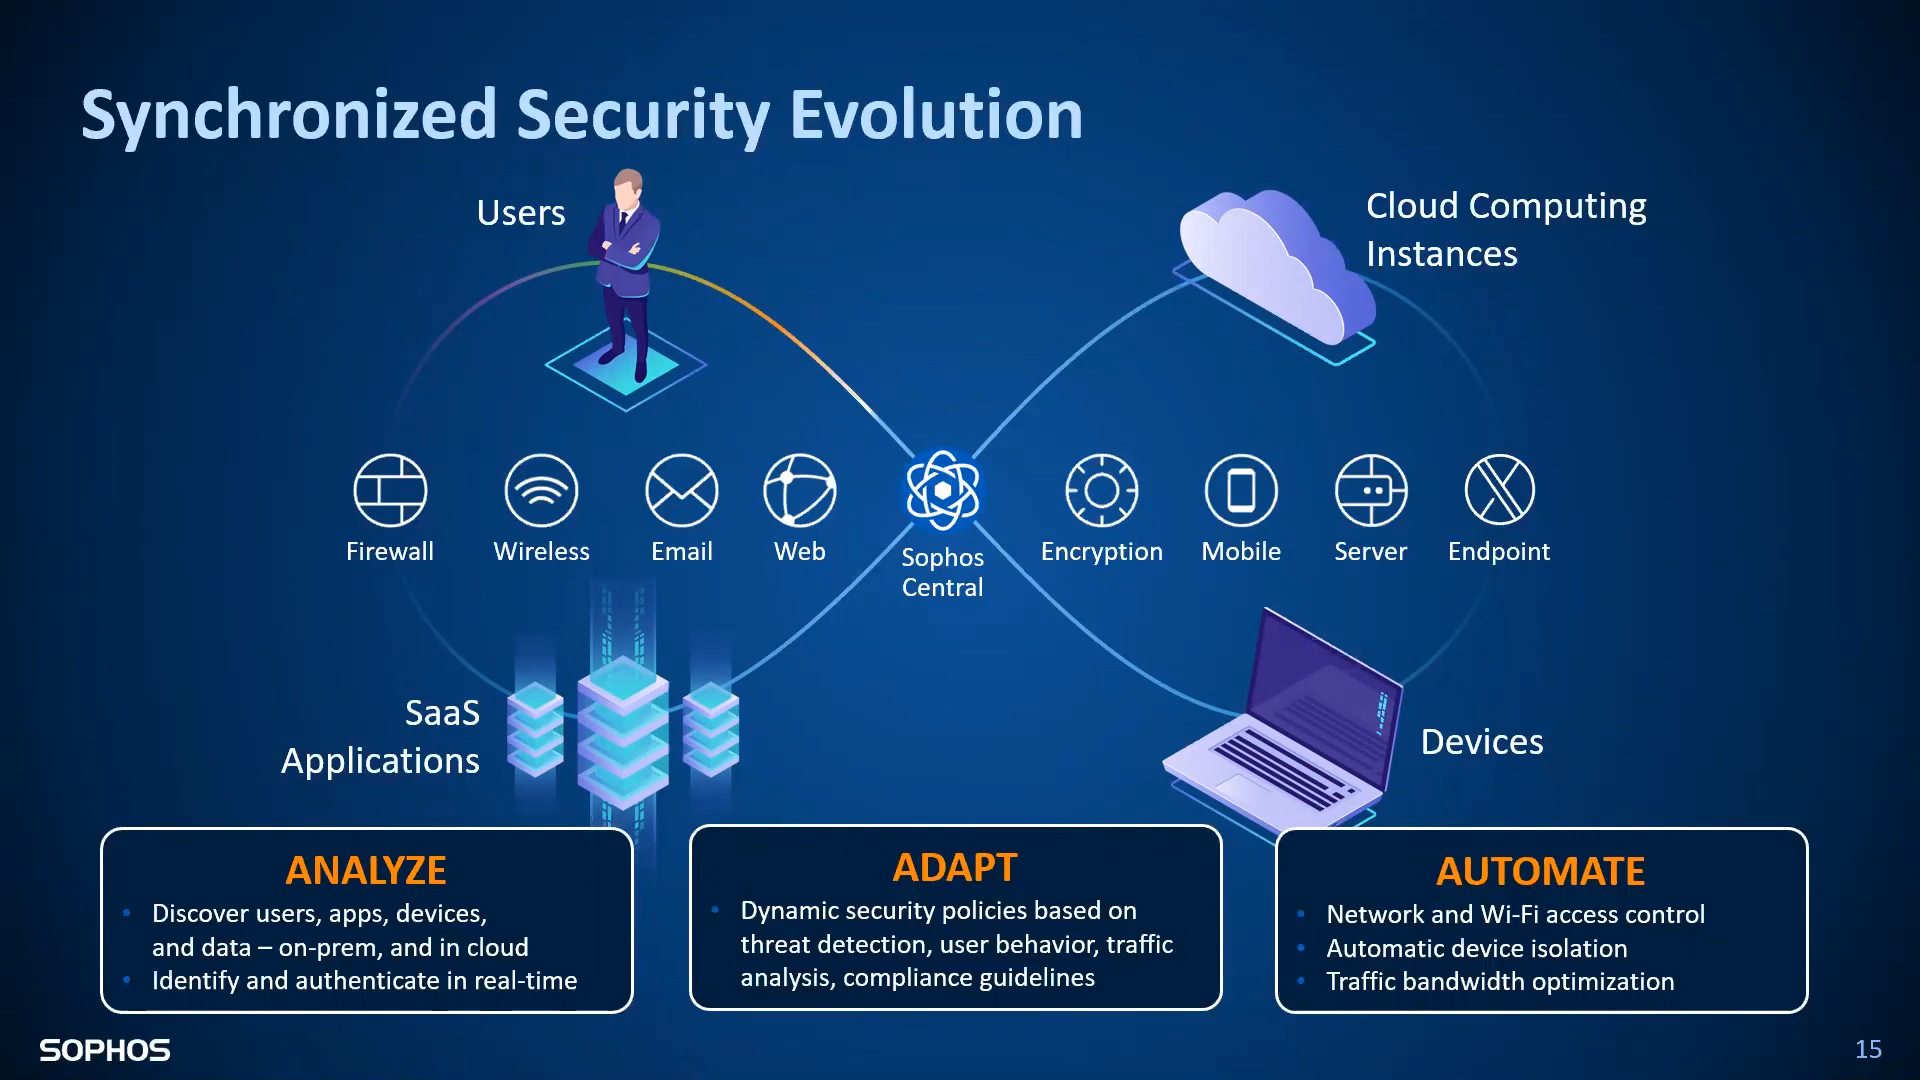 Synchronized Security Evolution
Users
Cloud Computing
Instances
Firewall
Wireless
Email
Web
Sophos
Central
Encryption
Mobile
Server
Endpoint
SaaS
Applications
Devices
ANALYZE
• Discover users, apps, devices,
and data – on-prem, and in cloud
• Identify and authenticate in real-time
ADAPT
• Dynamic security policies based on
threat detection, user behavior, traffic
analysis, compliance guidelines
AUTOMATE
• Network and Wi-Fi access control
• Automatic device isolation
• Traffic bandwidth optimization
SOPHOS
15